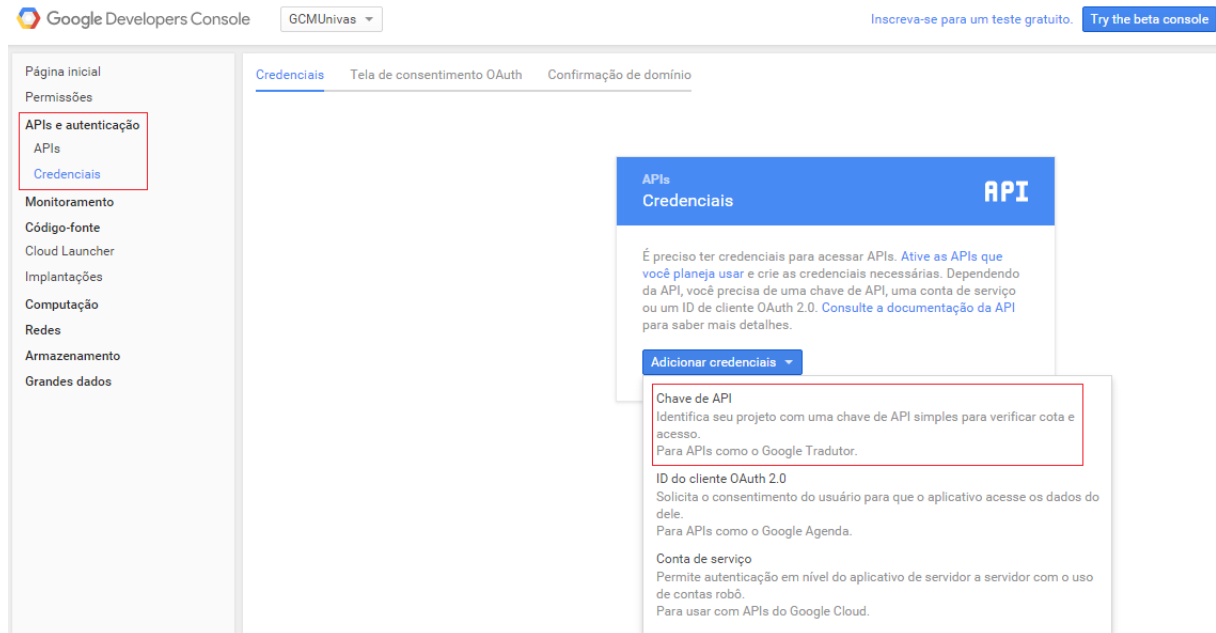 Google Developers Console
GCMUnivas
Inscreva-se para um teste gratuito.
Try the beta console
Página inicial
Permissões
APIs e autenticação
APIs
Credenciais
Monitoramento
Código-fonte
Cloud Launcher
Implantações
Computação
Redes
Armazenamento
Grandes dados
Credenciais
Tela de consentimento OAuth
Confirmação de domínio
APIs
Credenciais
API
É preciso ter credenciais para acessar APIs. Ative as APIs que
você planeja usar e crie as credenciais necessárias. Dependendo
da API, você precisa de uma chave de API, uma conta de serviço
ou um ID de cliente OAuth 2.0. Consulte a documentação da API
para saber mais detalhes.
Adicionar credenciais
Chave de API
Identifica seu projeto com uma chave de API simples para verificar cota e
acesso.
Para APIs como o Google Tradutor.
ID do cliente OAuth 2.0
Solicita o consentimento do usuário para que o aplicativo acesse os dados do
dele.
Para APIs como o Google Agenda.
Conta de serviço
Permite autenticação em nível do aplicativo de servidor a servidor com o uso
de contas robô.
Para usar com APIs do Google Cloud.